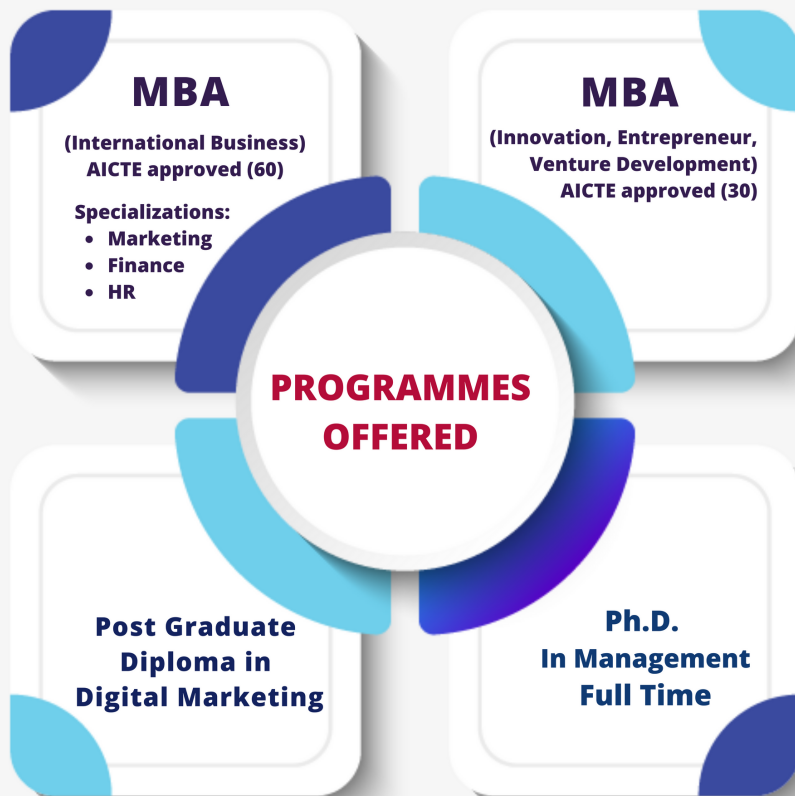 MBA
(International Business)
AICTE approved (60)
Specializations:
• Marketing
• Finance
• HR
MBA
(Innovation, Entrepreneur,
Venture Development)
AICTE approved (30)
PROGRAMMES
OFFERED
Post Graduate
Diploma in
Digital Marketing
Ph.D.
In Management
Full Time